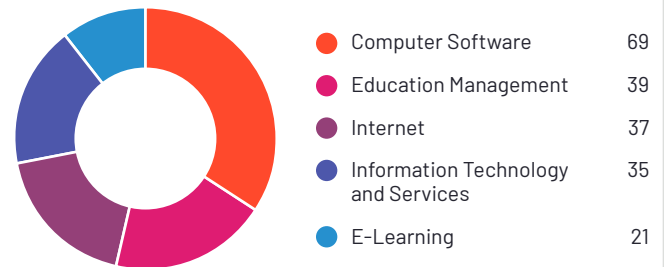 Computer Software 69
Education Management 39
Internet 37
Information Technology 35
and Services
E-Learning 21